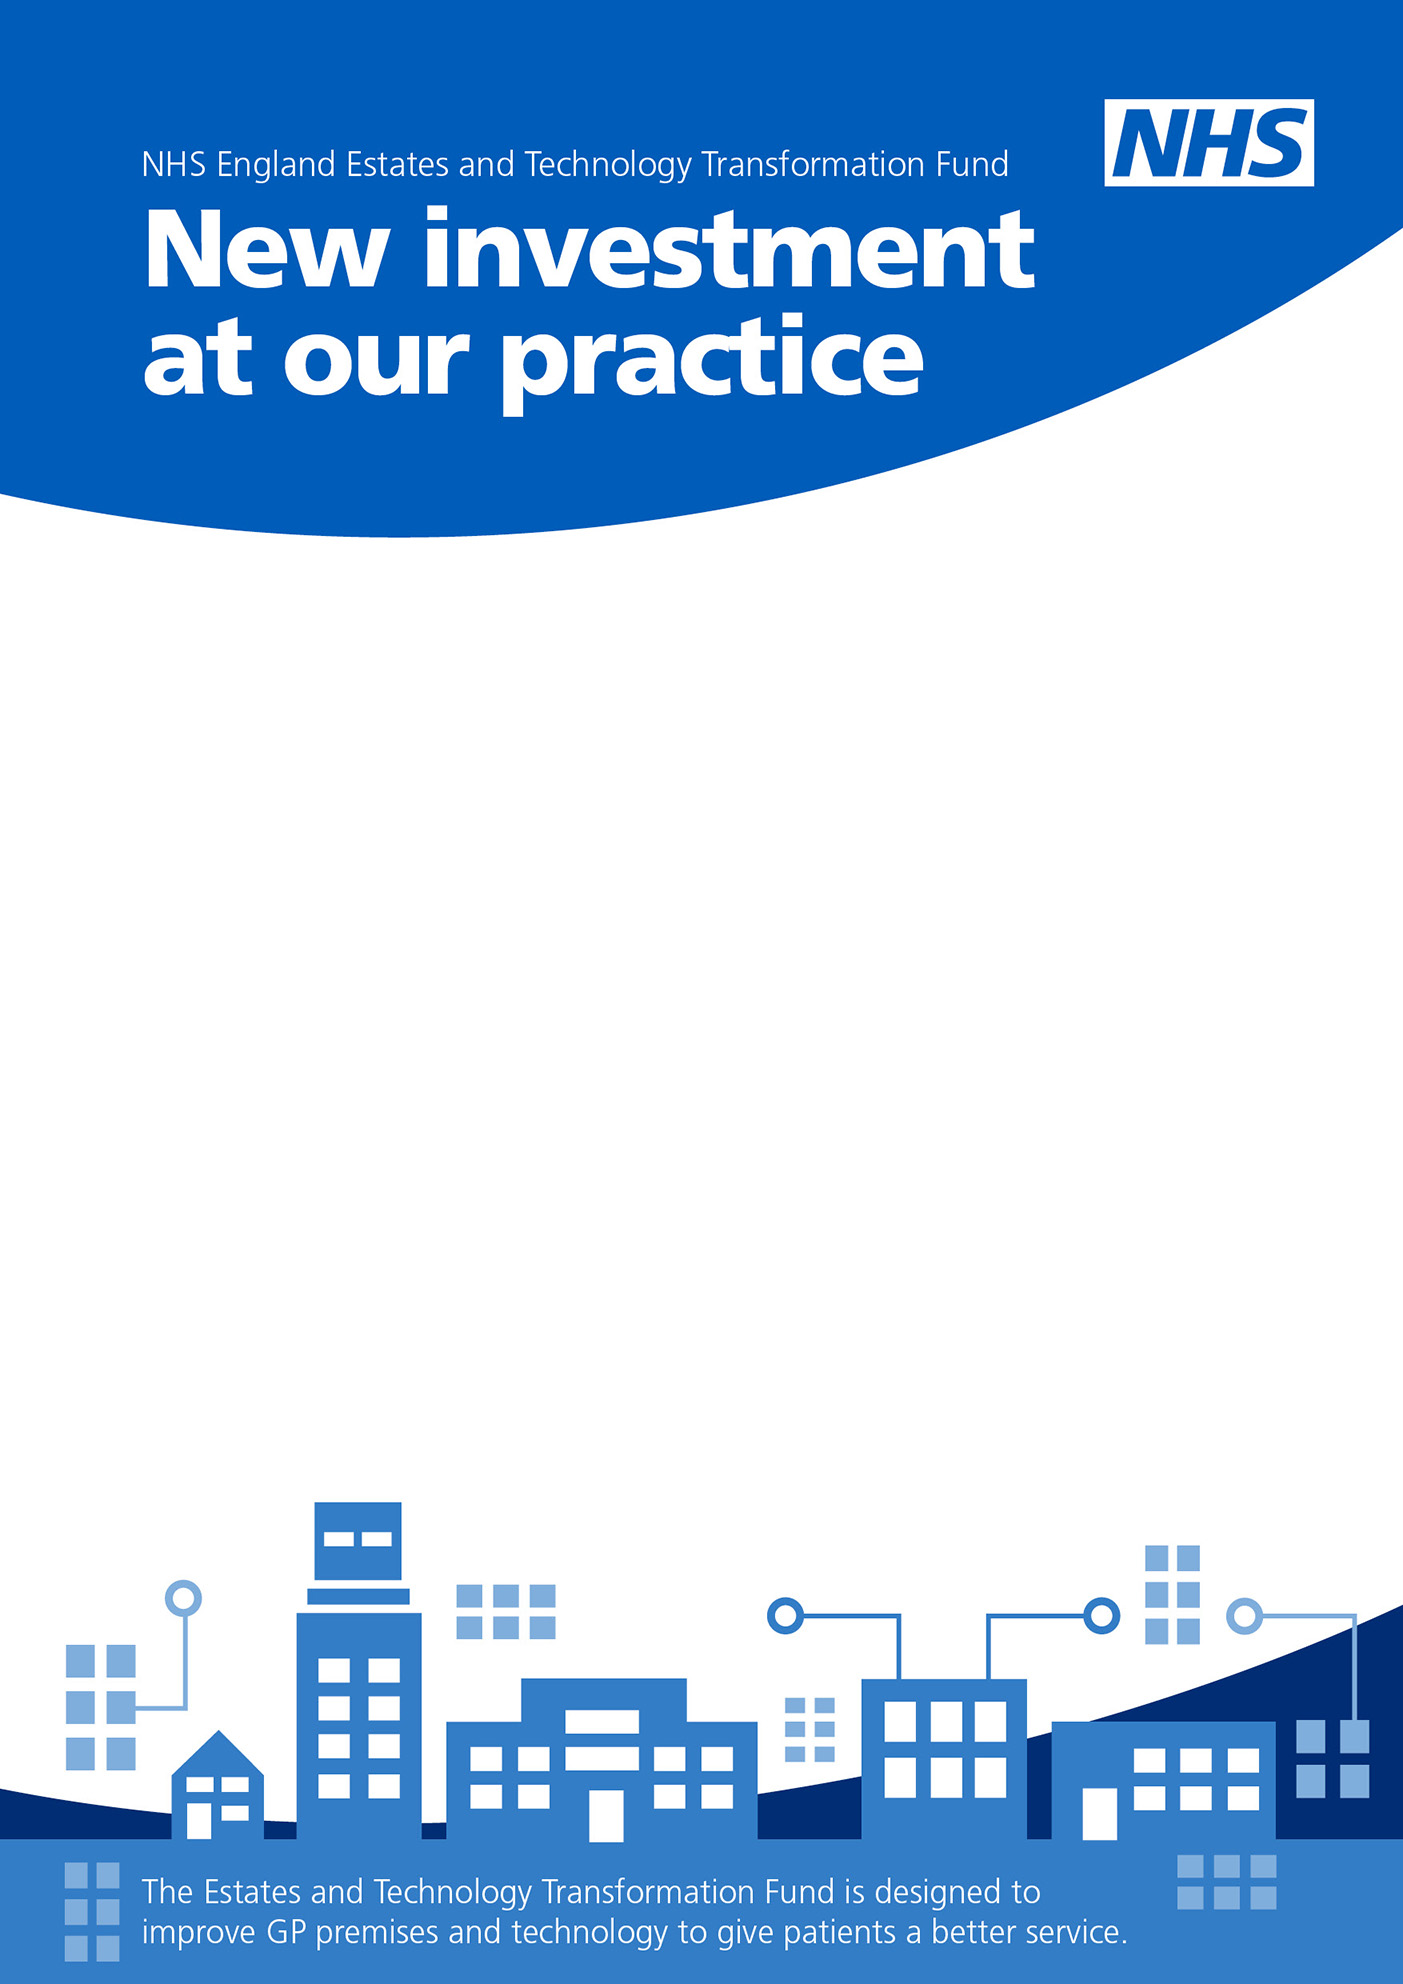 NHS
NHS England Estates and Technology Transformation Fund
New investment
at our practice
The Estates and Technology Transformation Fund is designed to
improve GP premises and technology to give patients a better service.